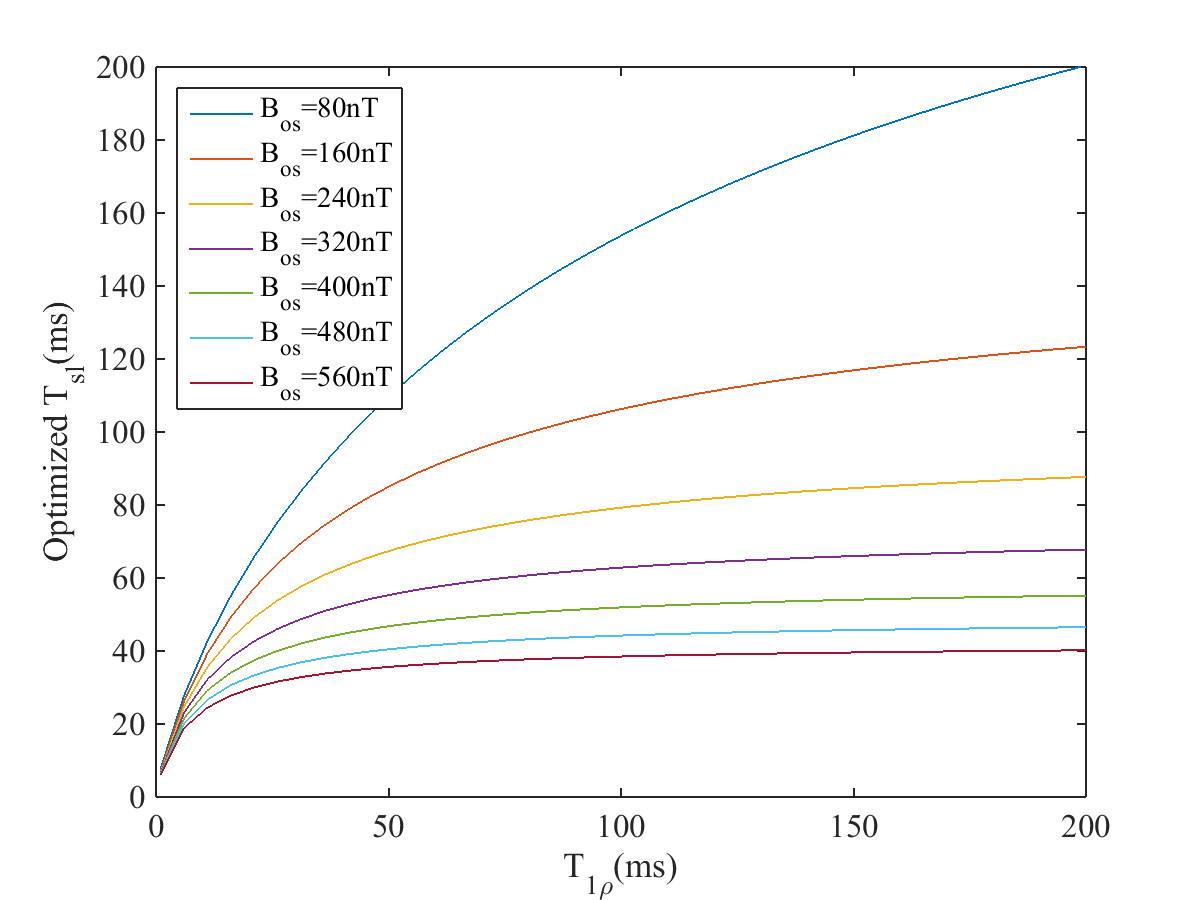 200
180
160
140
120
100
80
60
40
20
0
Optimized T_sl(ms)
B_os=80nT
B_os=160nT
B_os=240nT
B_os=320nT
B_os=400nT
B_os=480nT
B_os=560nT
0 50 100 150 200
T_1ρ(ms)